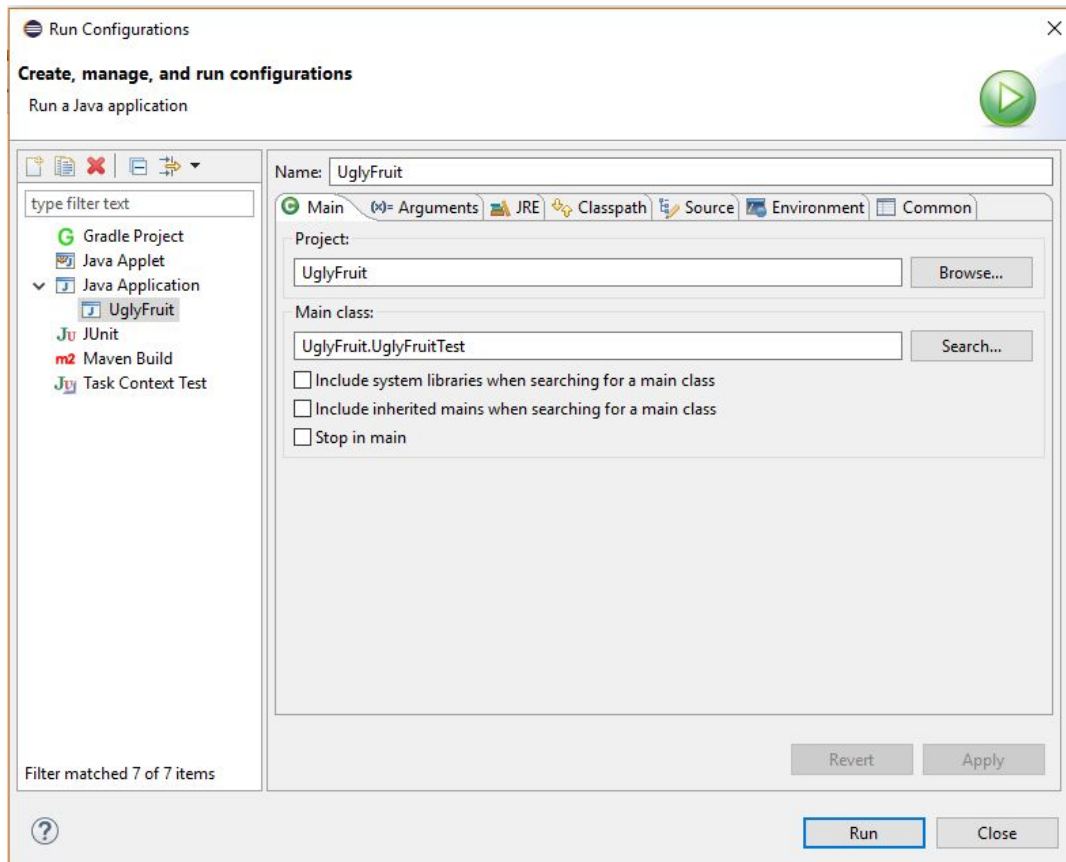 Run Configurations
Create, manage, and run configurations
Run a Java application
type filter text
Gradle Project
Java Applet
Java Application
UglyFruit
JUnit
Maven Build
Task Context Test
Filter matched 7 of 7 items
Name: UglyFruit
Main (x)= Arguments JRE Classpath Source Environment Common
Project:
UglyFruit Browse...
Main class:
UglyFruit.UglyFruitTest Search...
Include system libraries when searching for a main class
Include inherited mains when searching for a main class
Stop in main
Revert Apply
Run Close